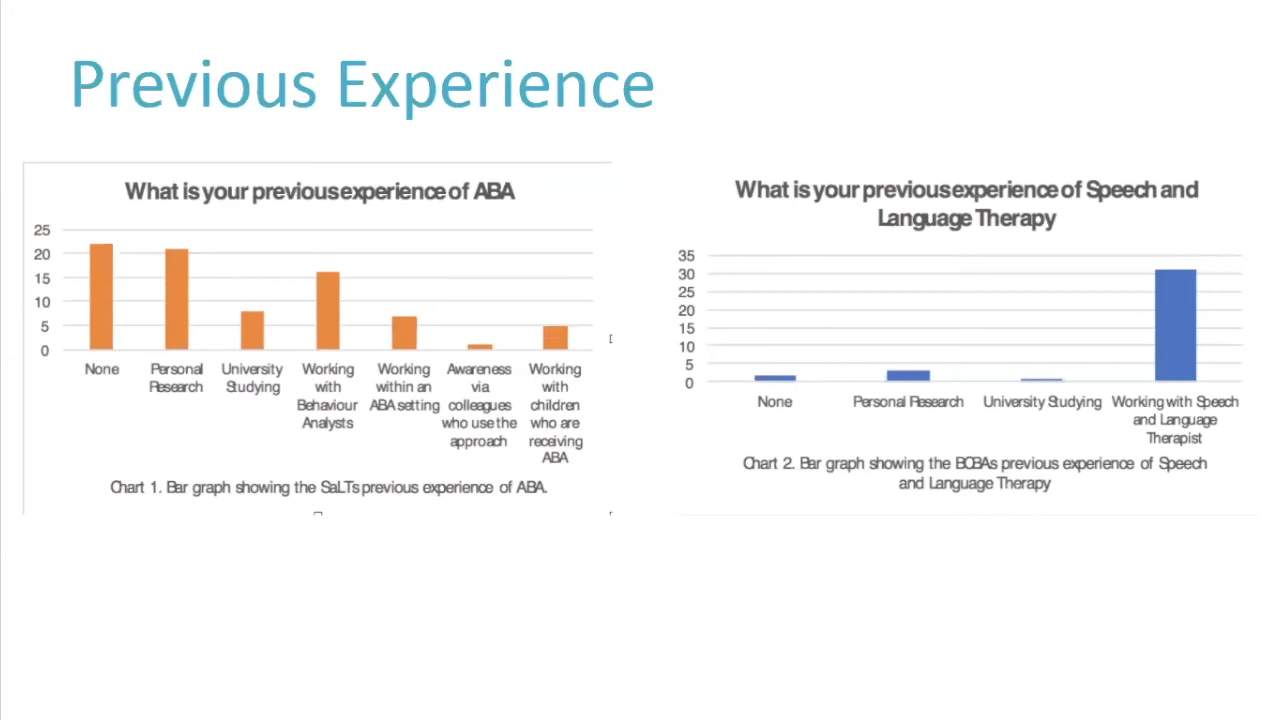 Previous Experience
What is your previous experience of ABA
25
20
15
10
5
0
None
Personal
Research
University
Studying
Working
with
Behaviour
Analysts
Working
within an
ABA setting
Awareness
via
colleagues
who use the
approach
Working
with
children
who are
receiving
ABA
Chart 1. Bar graph showing the SaLTs previous experience of ABA.
What is your previous experience of Speech and
Language Therapy
35
30
25
20
15
10
5
0
None
Personal Research
University Studying
Working with Speech
and Language
Therapist
Chart 2. Bar graph showing the BCBAs previous experience of Speech
and Language Therapy